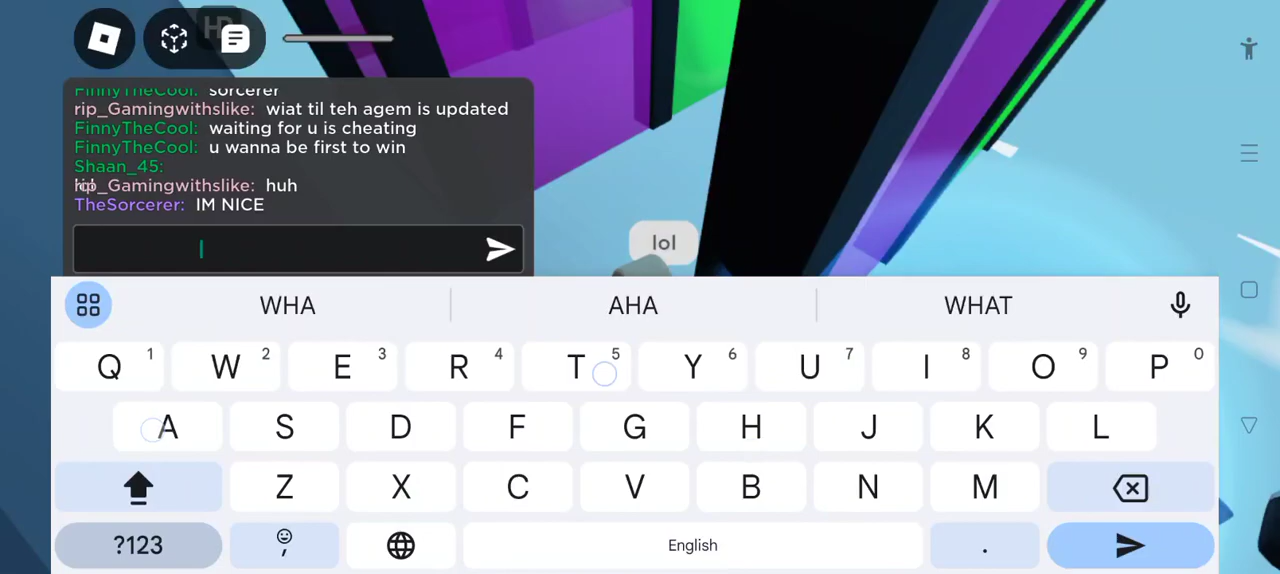 FinnyTheCool: sorcerer
rip_Gamingwithslike: wiat til teh agem is updated
FinnyTheCool: waiting for u is cheating
FinnyTheCool: u wanna be first to win
Shaan_45:
rip_Gamingwithslike: huh
TheSorcerer: IM NICE
lol
WHA AHA WHAT
Q 1 W 2 E 3 R 4 T 5 Y 6 U 7 I 8 O 9 P 0
A S D F G H J K L
Z X C V B N M
?123 , English .